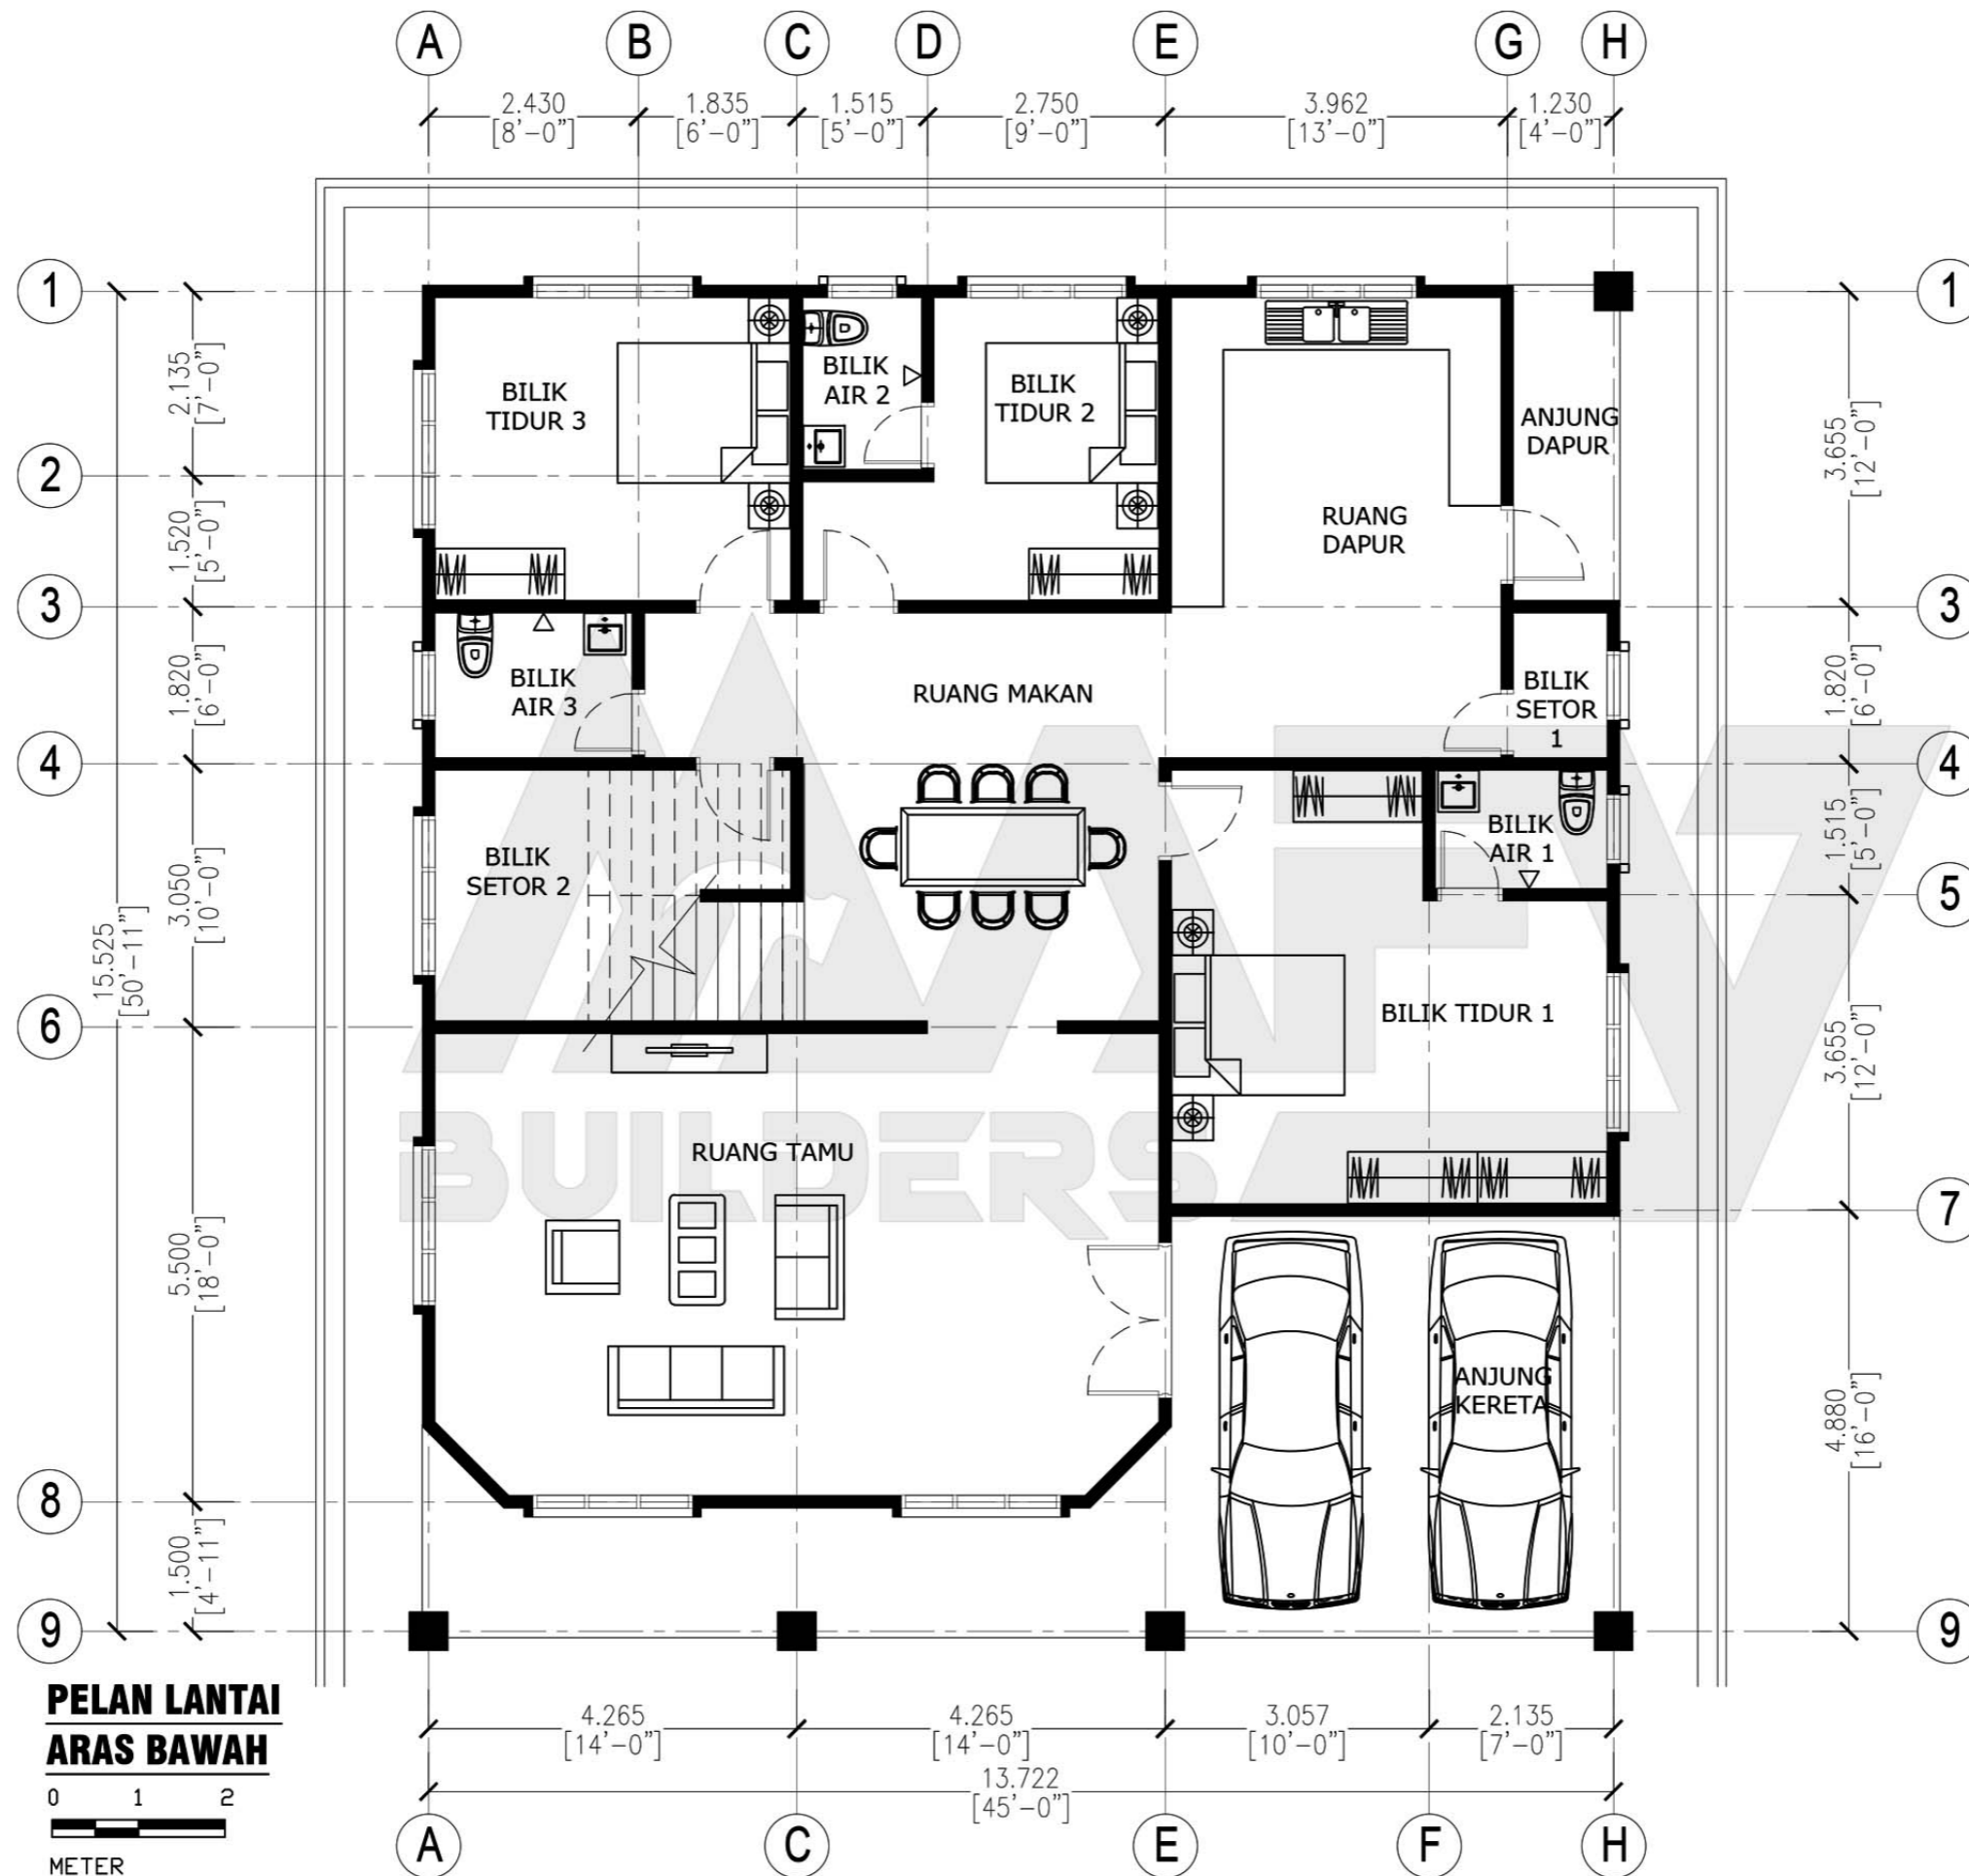 A B C D E G H
2.430 1.835 1.515 2.750 3.962 1.230
[8'-0"] [6'-0"] [5'-0"] [9'-0"] [13'-0"] [4'-0"]
1 1
2.135
[7'-0"]
BILIK
TIDUR 3
BILIK
AIR 2
BILIK
TIDUR 2
ANJUNG
DAPUR
3.655
[12'-0"]
2
1.520
[5'-0"]
RUANG
DAPUR
3 3
1.820
[6'-0"]
BILIK
AIR 3
RUANG MAKAN
BILIK
SETOR
1
1.820
[6'-0"]
4 4
3.050
[10'-0"]
BILIK
SETOR 2
BILIK
AIR 1
1.515
[5'-0"]
5
15.525
[50'-11"]
6
BILIK TIDUR 1
3.655
[12'-0"]
MFV
BUILDERS
RUANG TAMU
7
5.500
[18'-0"]
ANJUNG
KERETA
4.880
[16'-0"]
8
1.500
[4'-11"]
9 9
PELAN LANTAI
ARAS BAWAH
0 1 2
METER
4.265 4.265 3.057 2.135
[14'-0"] [14'-0"] [10'-0"] [7'-0"]
13.722
[45'-0"]
A C E F H